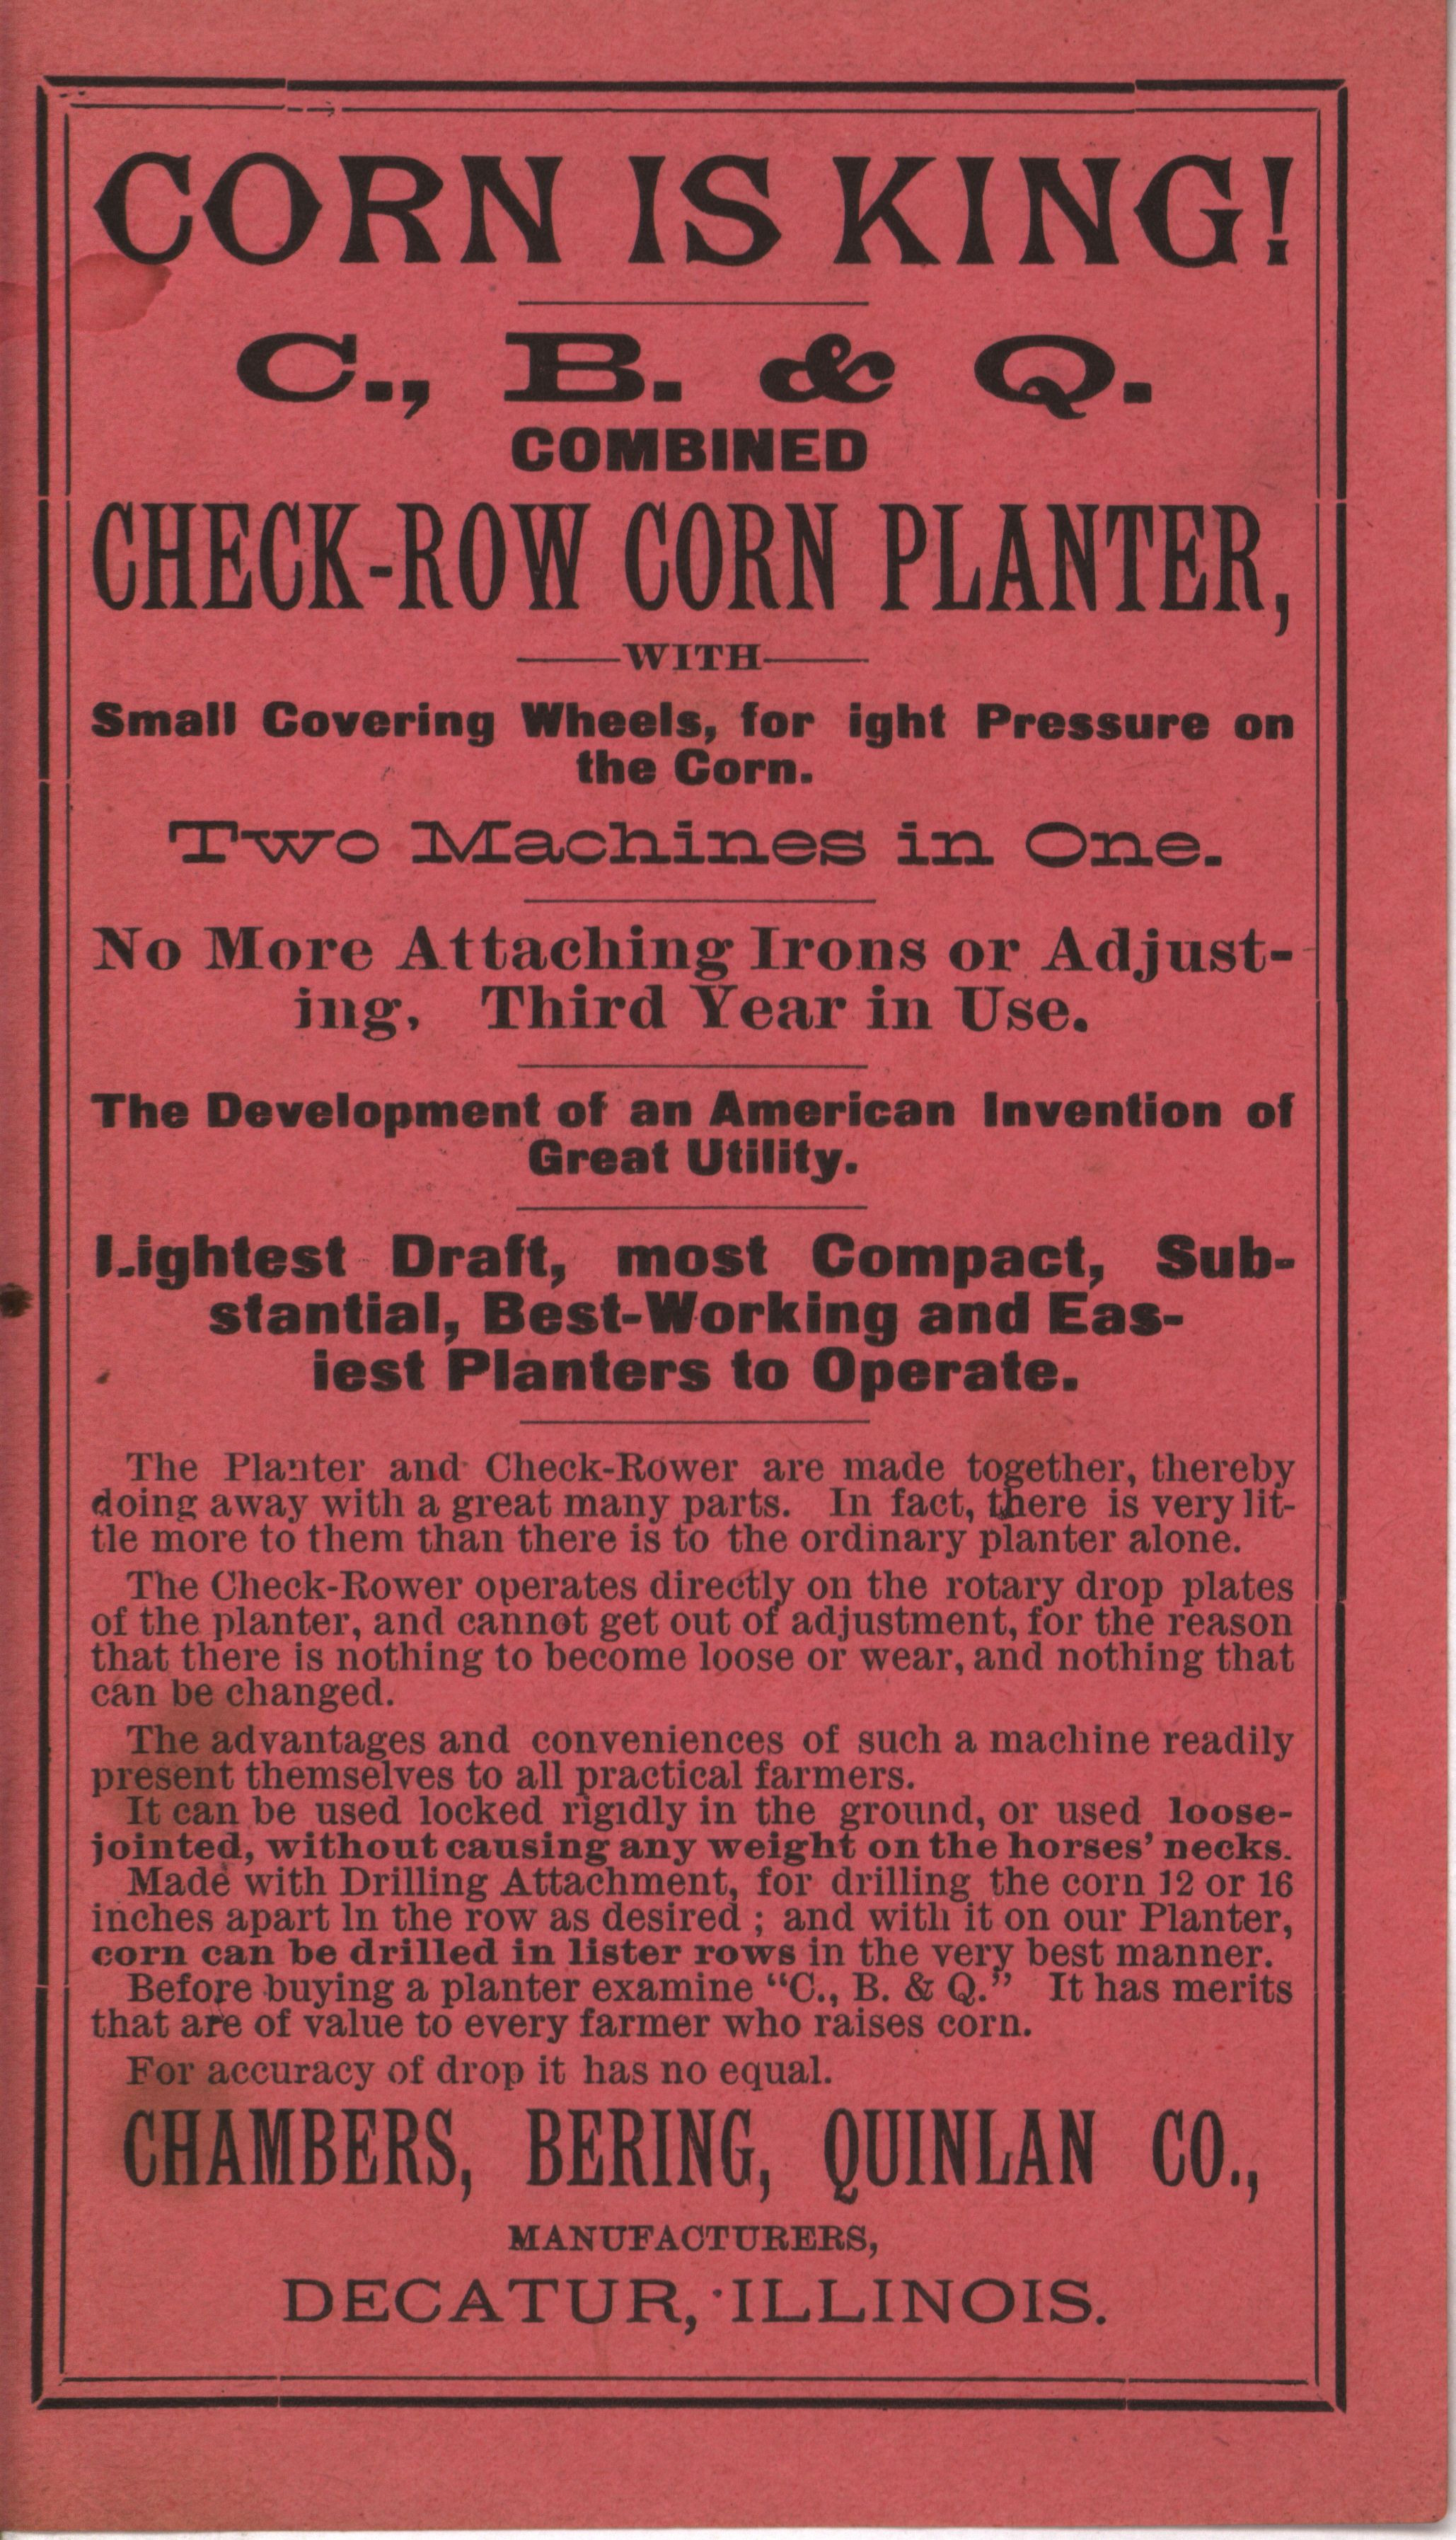 CORN IS KING!
C., B. & Q.
COMBINED
CHECK-ROW CORN PLANTER,
WITH
Small Covering Wheels, for ight Pressure on
the Corn.
Two Machines in One.
No More Attaching Irons or Adjust-
ing, Third Year in Use.
The Development of an American Invention of
Great Utility.
Lightest Draft, most Compact, Sub-
stantial, Best-Working and Eas-
iest Planters to Operate.
The Planter and Check-Rower are made together, thereby
doing away with a great many parts. In fact, there is very lit-
tle more to them than there is to the ordinary planter alone.
The Check-Rower operates directly on the rotary drop plates
of the planter, and cannot get out of adjustment, for the reason
that there is nothing to become loose or wear, and nothing that
can be changed.
The advantages and conveniences of such a machine readily
present themselves to all practical farmers.
It can be used locked rigidly in the ground, or used loose-
jointed, without causing any weight on the horses' necks.
Made with Drilling Attachment, for drilling the corn 12 or 16
inches apart in the row as desired ; and with it on our Planter,
corn can be drilled in lister rows in the very best manner.
Before buying a planter examine "C., B. & Q." It has merits
that are of value to every farmer who raises corn.
For accuracy of drop it has no equal.
CHAMBERS, BERING, QUINLAN CO.,
MANUFACTURERS,
DECATUR, ILLINOIS.